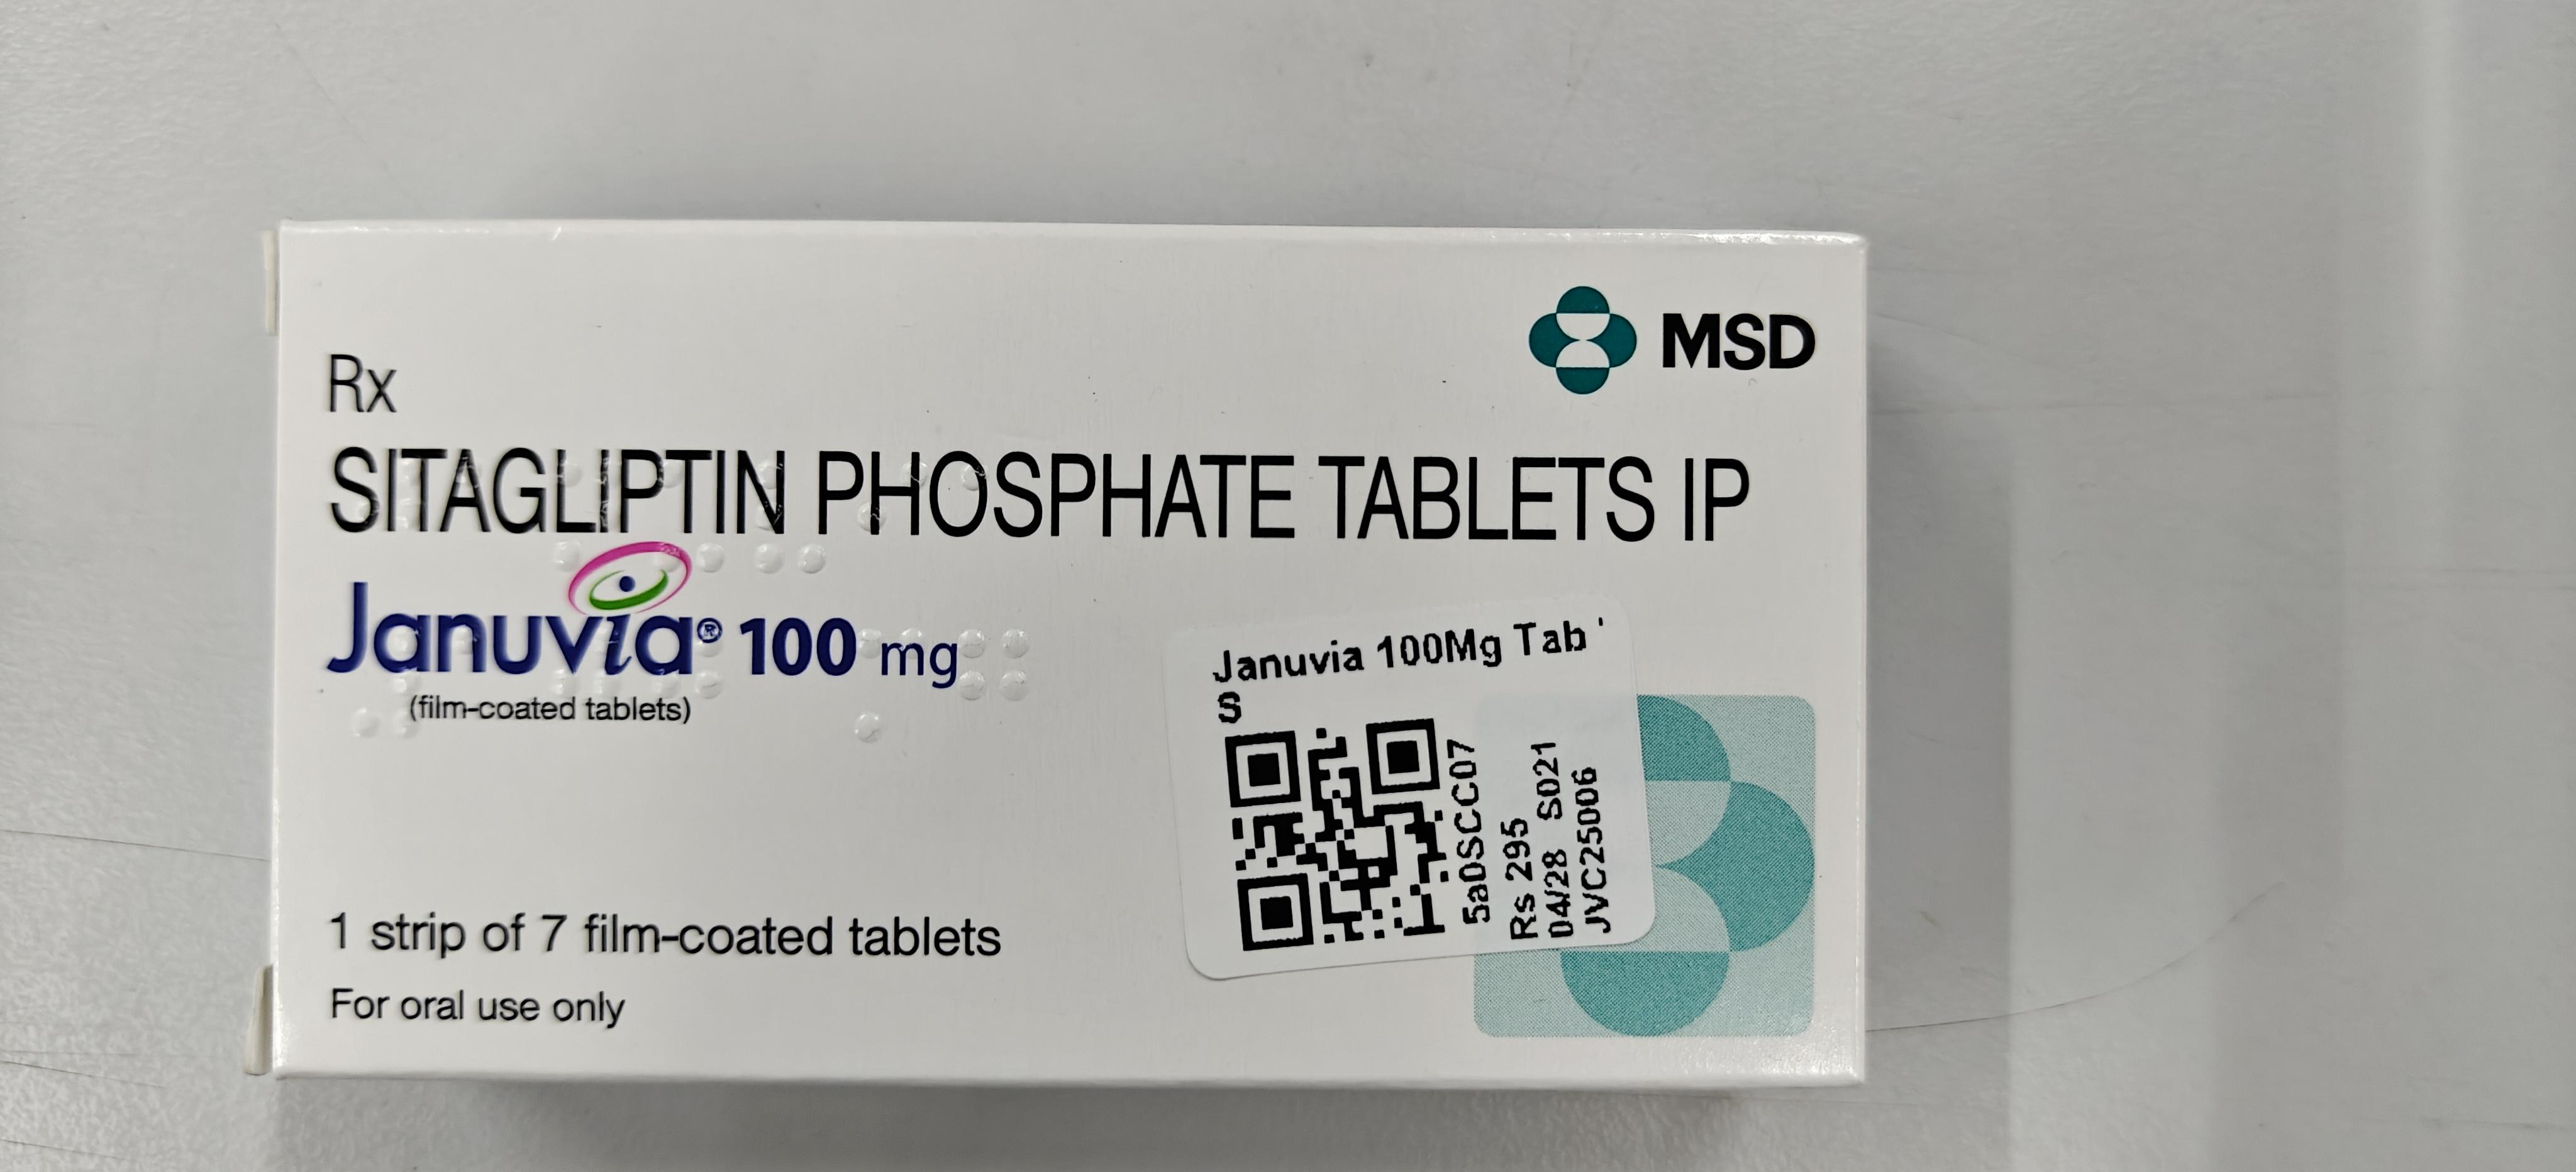 MSD
Rx
SITAGLIPTIN PHOSPHATE TABLETS IP
Januvia® 100 mg
(film-coated tablets)
Januvia 100Mg Tab '
S
5a0SCC07
Rs 295
04/28 S021
JVC25006
1 strip of 7 film-coated tablets
For oral use only